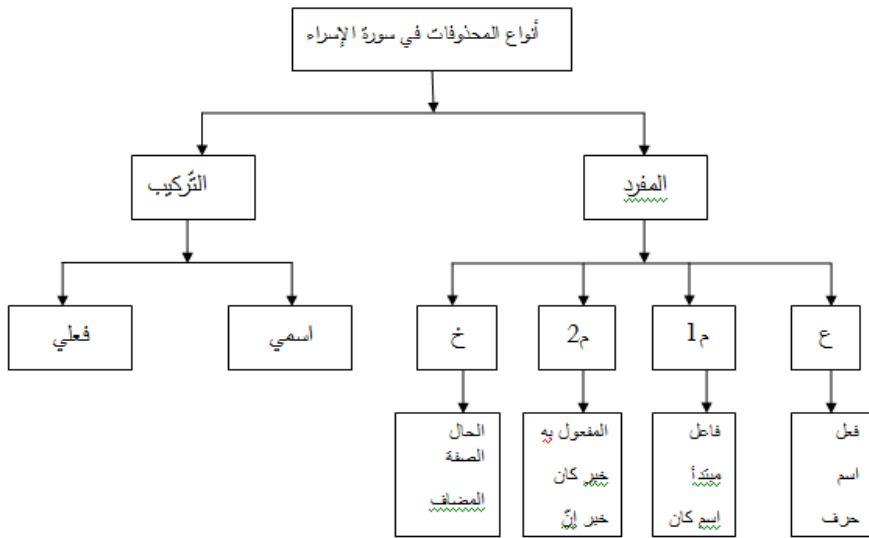 أنواع المحذوفات في سورة الإسراء
المفرد
التّركيب
ع
م1
م2
خ
اسمي
فعلي
فعل
اسم
حرف
فاعل
مبتدأ
اسم كان
المفعول به
خبر كان
خبر إنّ
الحال
الصفة
المضاف